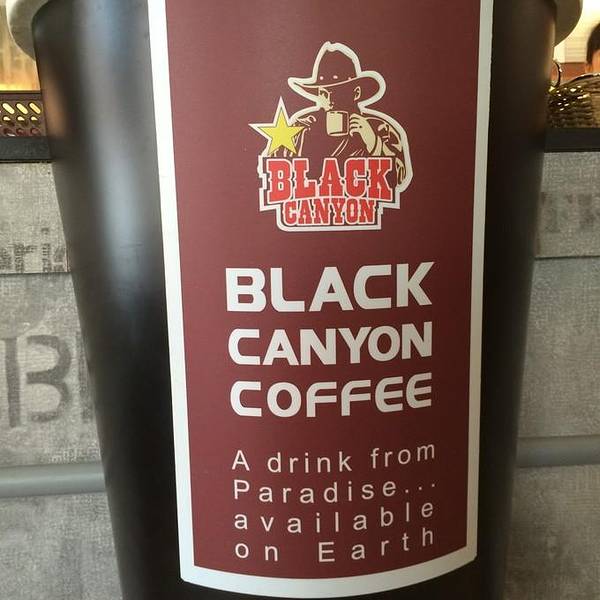 BLACK
CANYON
BLACK
CANYON
COFFEE
A drink from
Paradise...
available
on Earth
B